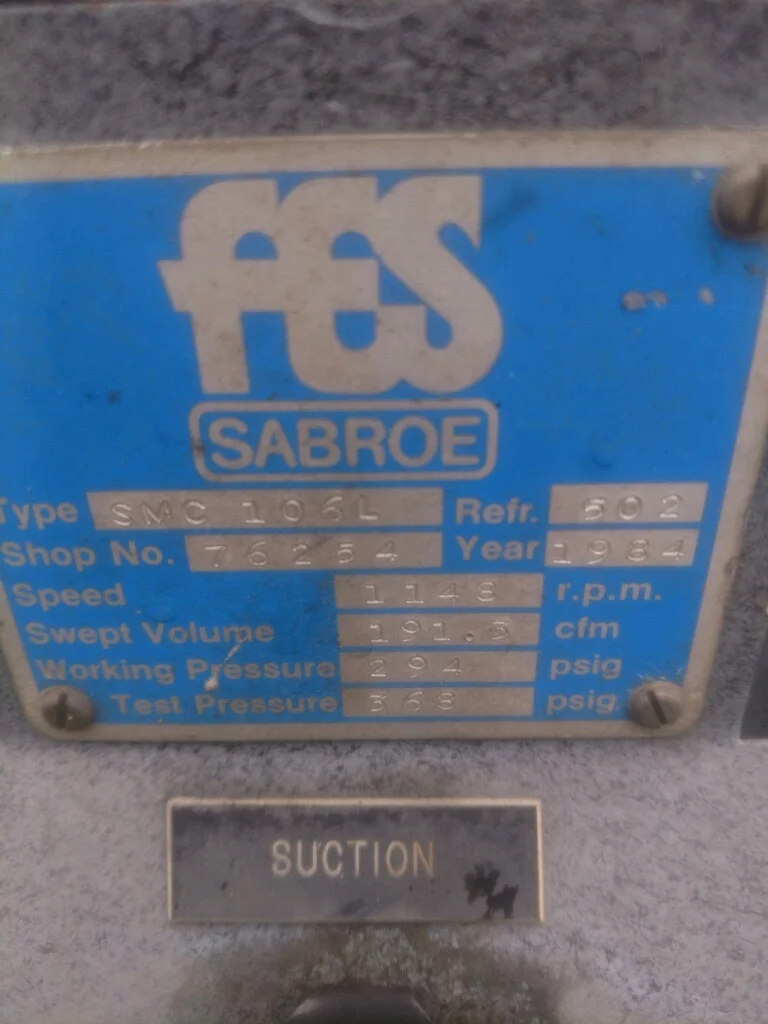 FES
SABROE
Type SMC 106L Refr. 502
Shop No. 76254 Year 1984
Speed 1148 r.p.m.
Swept Volume 191.3 cfm
Working Pressure 294 psig
Test Pressure 368 psig
SUCTION